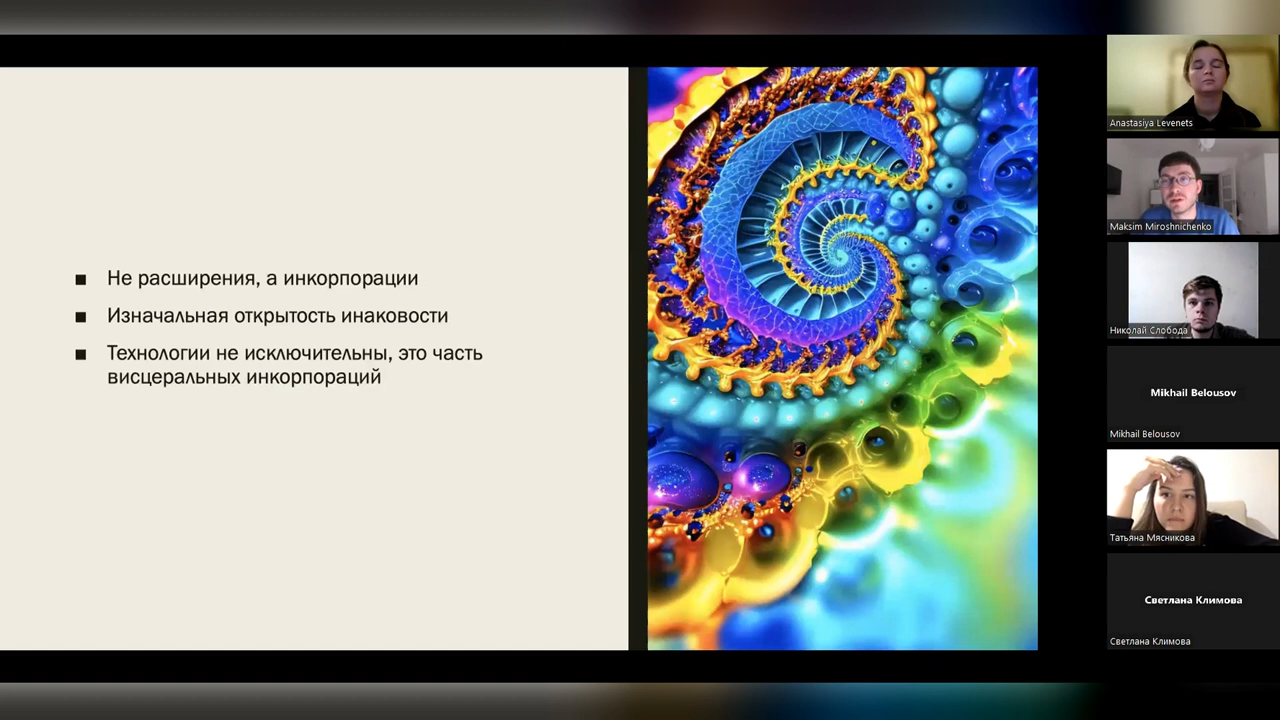 ■ Не расширения, а инкорпорации
■ Изначальная открытость инаковости
■ Технологии не исключительны, это часть
висцеральных инкорпораций
Anastasiya Levenets
Maksim Miroshnichenko
Николай Слобода
Mikhail Belousov
Mikhail Belousov
Татьяна Мясникова
Светлана Климова
Светлана Климова